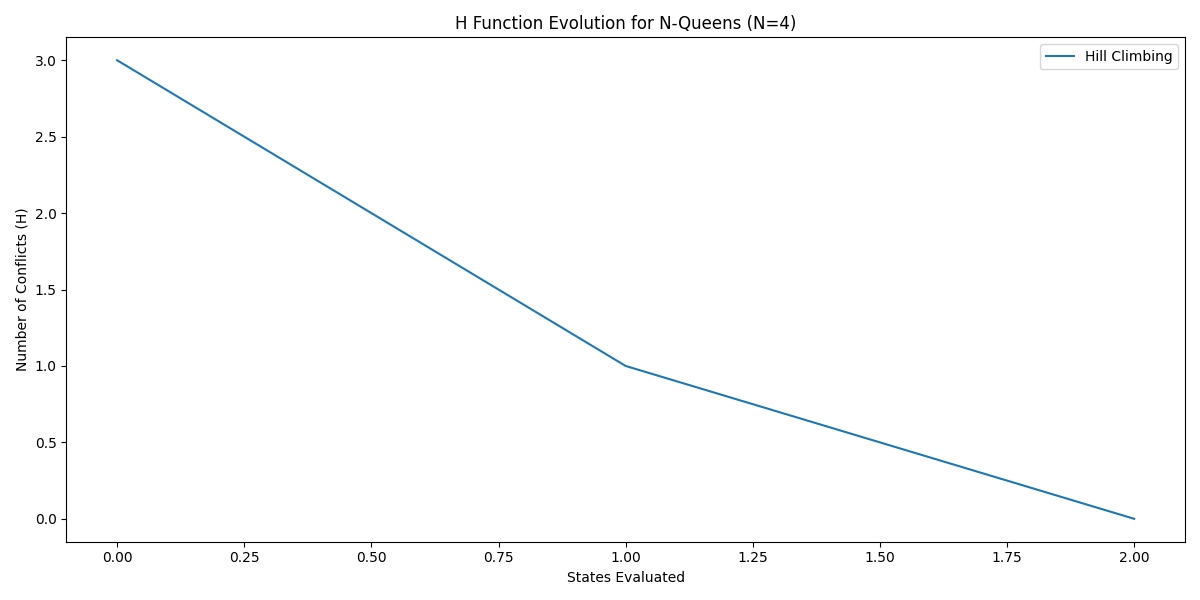 H Function Evolution for N-Queens (N=4)
Hill Climbing
Number of Conflicts (H)
3.0
2.5
2.0
1.5
1.0
0.5
0.0
0.00 0.25 0.50 0.75 1.00 1.25 1.50 1.75 2.00
States Evaluated